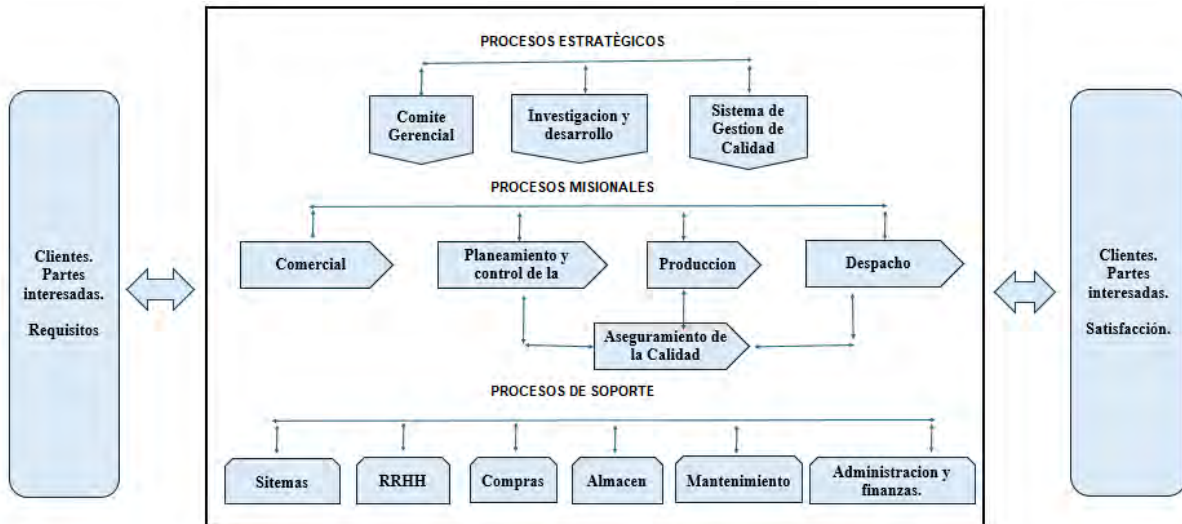 PROCESOS ESTRATÈGICOS
Comite
Gerencial
Investigacion y
desarrollo
Sistema de
Gestion de
Calidad
PROCESOS MISIONALES
Clientes.
Partes
interesadas.
Requisitos
Comercial
Planeamiento y
control de la
Produccion
Despacho
Clientes.
Partes
interesadas.
Satisfacción.
Aseguramiento de
la Calidad
PROCESOS DE SOPORTE
Sitemas
RRHH
Compras
Almacen
Mantenimiento
Administracion y
finanzas.